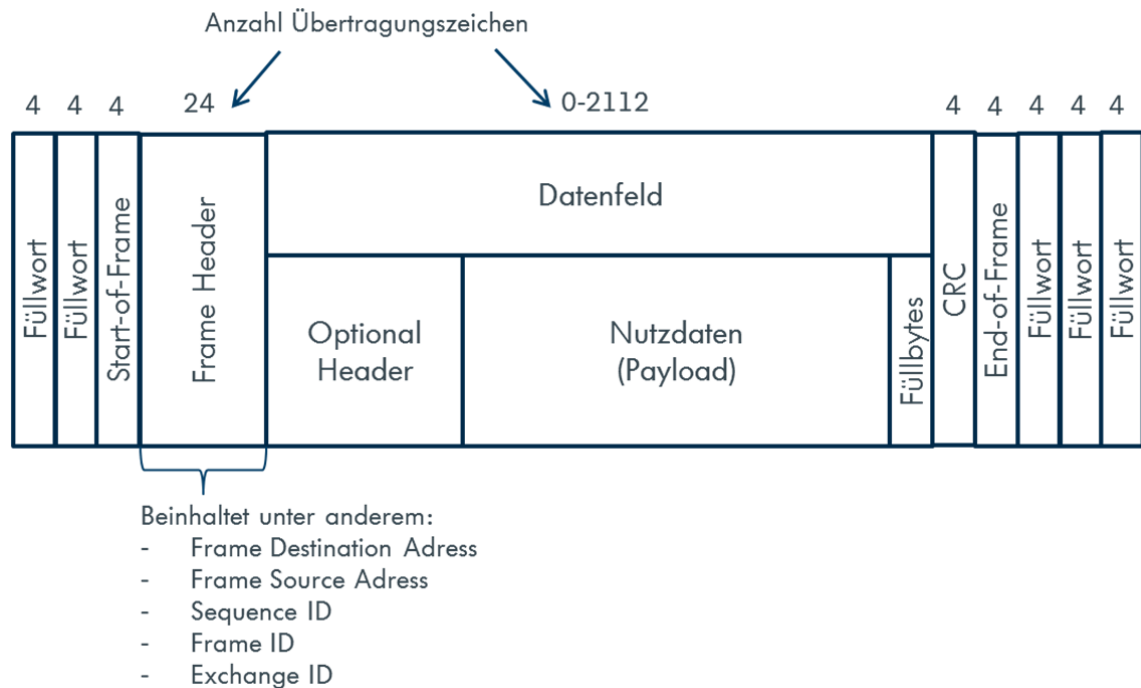 Anzahl Übertragungszeichen
4 4 4 24 0-2112 4 4 4 4 4
Füllwort
Füllwort
Start-of-Frame
Frame Header
Datenfeld
Optional
Header
Nutzdaten
(Payload)
Füllbytes
CRC
End-of-Frame
Füllwort
Füllwort
Füllwort
Beinhaltet unter anderem:
- Frame Destination Adress
- Frame Source Adress
- Sequence ID
- Frame ID
- Exchange ID